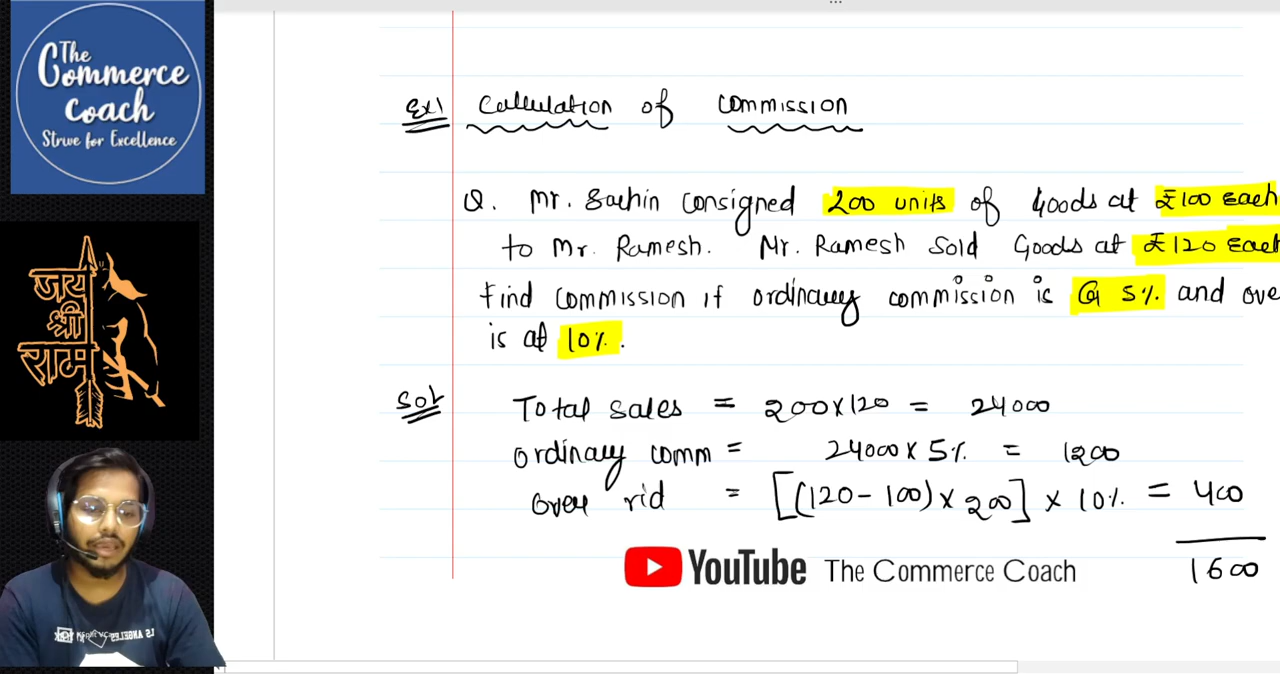 The
Commerce
Coach
Strive for Excellence
जय
श्री
राम
Ex1 Calculation of Commission
Q. Mr. Sachin consigned 200 units of Goods at ₹100 each
to Mr. Ramesh. Mr. Ramesh sold Goods at ₹120 each
find commission if ordinary commission is @ 5% and ove
is at 10%.
Sol Total sales = 200x120 = 24000
ordinary comm = 24000 x 5% = 1200
over rid = [(120-100) x 200] x 10% = 400
YouTube The Commerce Coach
1600